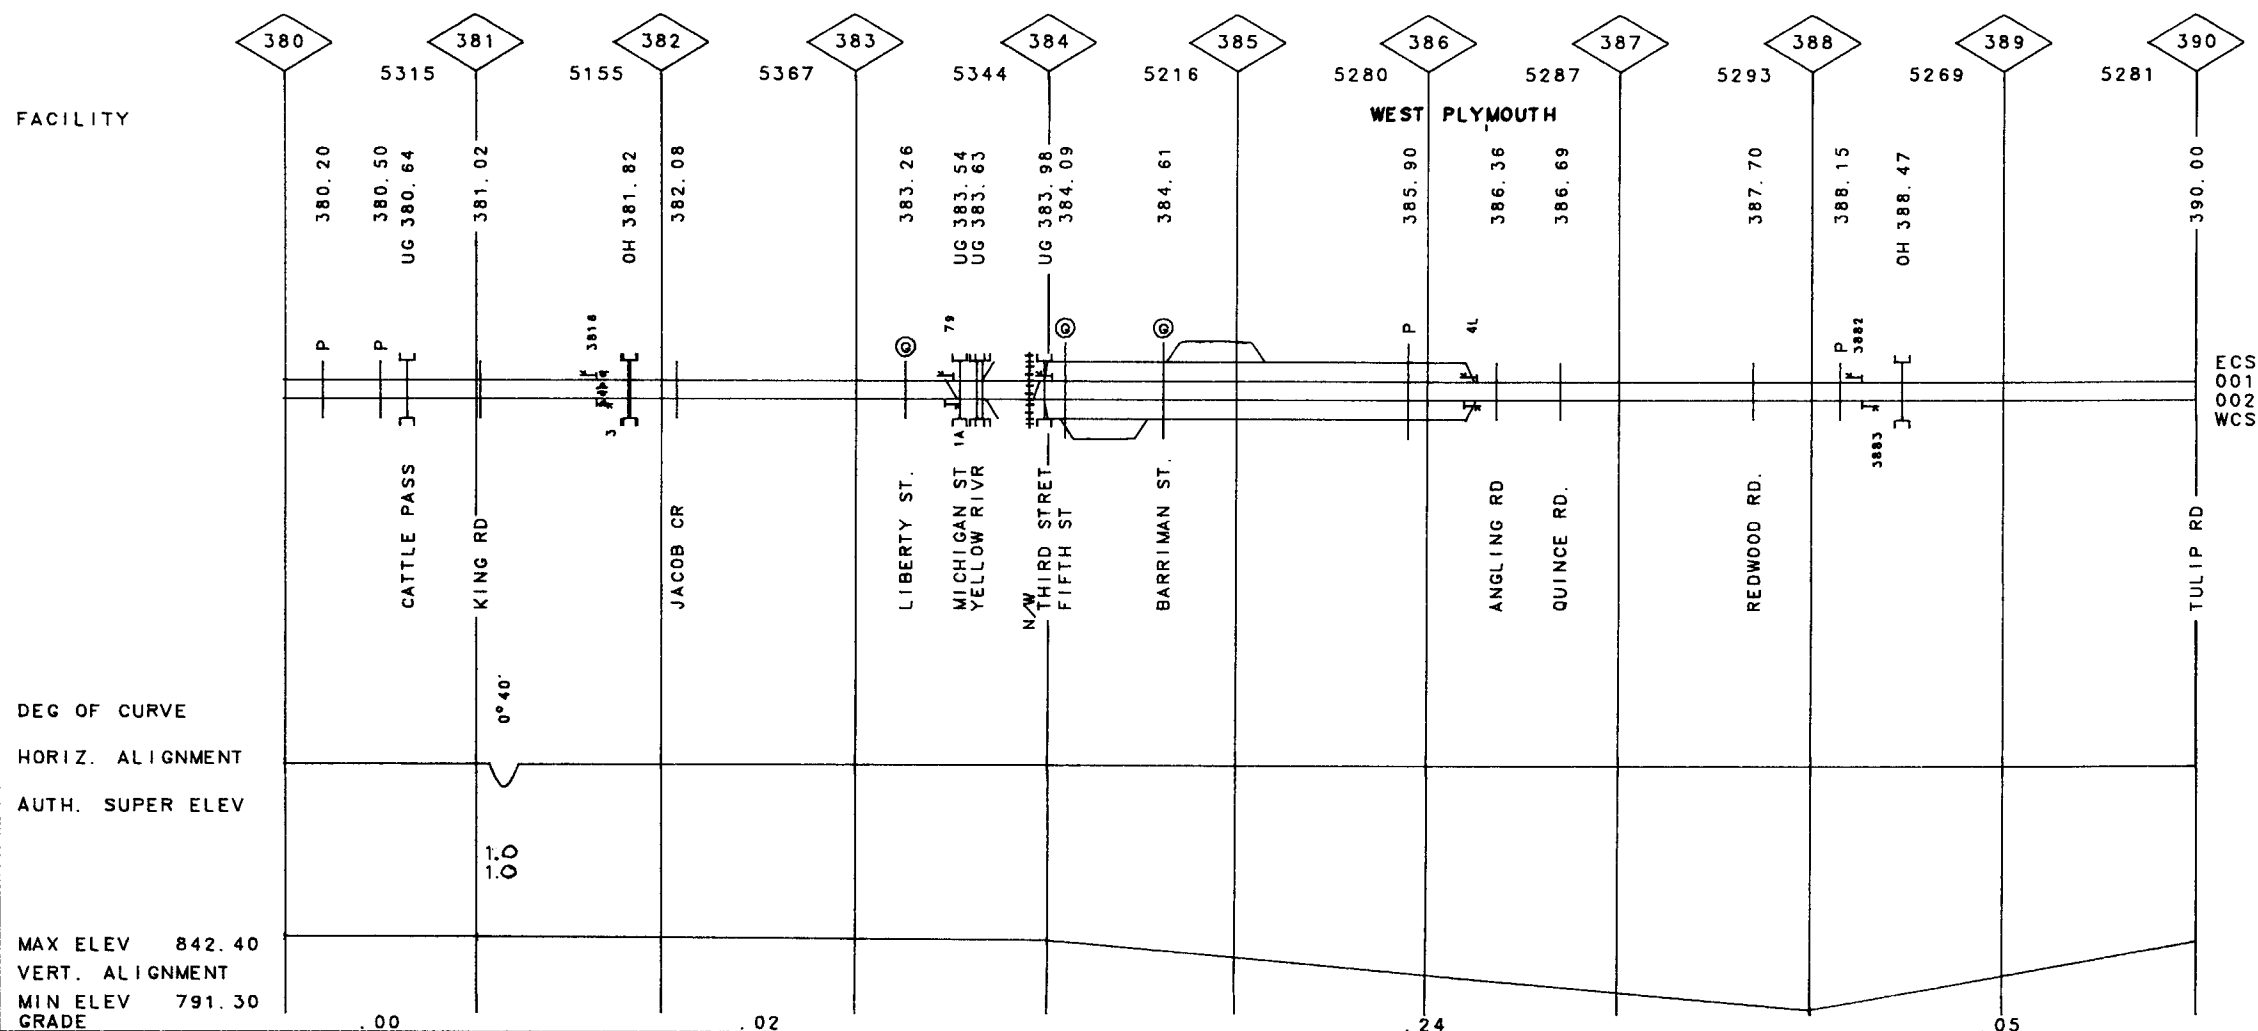 380 381 382 383 384 385 386 387 388 389 390
5315 5155 5367 5344 5216 5280 5287 5293 5269 5281
FACILITY
WEST PLYMOUTH
380.20
380.50
UG 380.64
381.02
OH 381.82
382.08
383.26
UG 383.54
UG 383.63
UG 383.98
384.09
384.61
385.90
386.36
386.69
387.70
388.15
OH 388.47
390.00
P
P
3818
3
G
79
1A
G
G
P
4L
P
3882
3883
ECS
001
002
WCS
CATTLE PASS
KING RD
JACOB CR
LIBERTY ST.
MICHIGAN ST
YELLOW RIVR
N/W
THIRD STRET
FIFTH ST
BARRIMAN ST.
ANGLING RD
QUINCE RD.
REDWOOD RD.
TULIP RD
DEG OF CURVE
0°40'
HORIZ. ALIGNMENT
AUTH. SUPER ELEV
1.0
1.00
MAX ELEV 842.40
VERT. ALIGNMENT
MIN ELEV 791.30
GRADE .00 .02 .24 .05